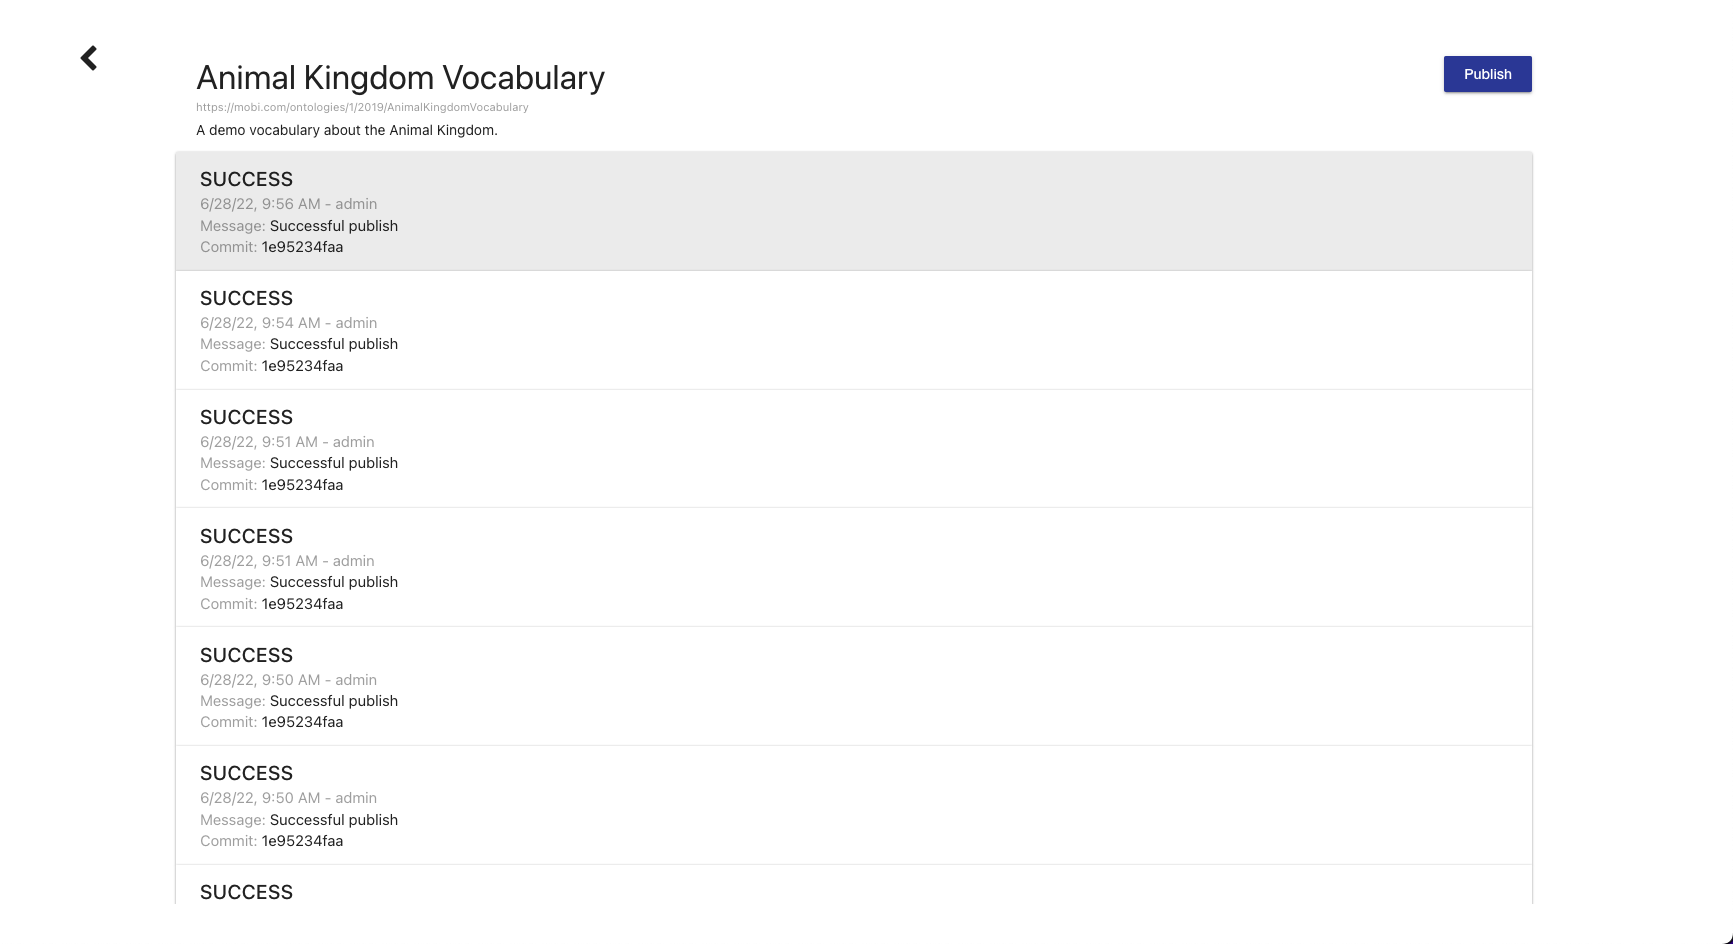 Animal Kingdom Vocabulary
Publish
https://mobi.com/ontologies/1/2019/AnimalKingdomVocabulary
A demo vocabulary about the Animal Kingdom.
SUCCESS
6/28/22, 9:56 AM - admin
Message: Successful publish
Commit: 1e95234faa
SUCCESS
6/28/22, 9:54 AM - admin
Message: Successful publish
Commit: 1e95234faa
SUCCESS
6/28/22, 9:51 AM - admin
Message: Successful publish
Commit: 1e95234faa
SUCCESS
6/28/22, 9:51 AM - admin
Message: Successful publish
Commit: 1e95234faa
SUCCESS
6/28/22, 9:50 AM - admin
Message: Successful publish
Commit: 1e95234faa
SUCCESS
6/28/22, 9:50 AM - admin
Message: Successful publish
Commit: 1e95234faa
SUCCESS